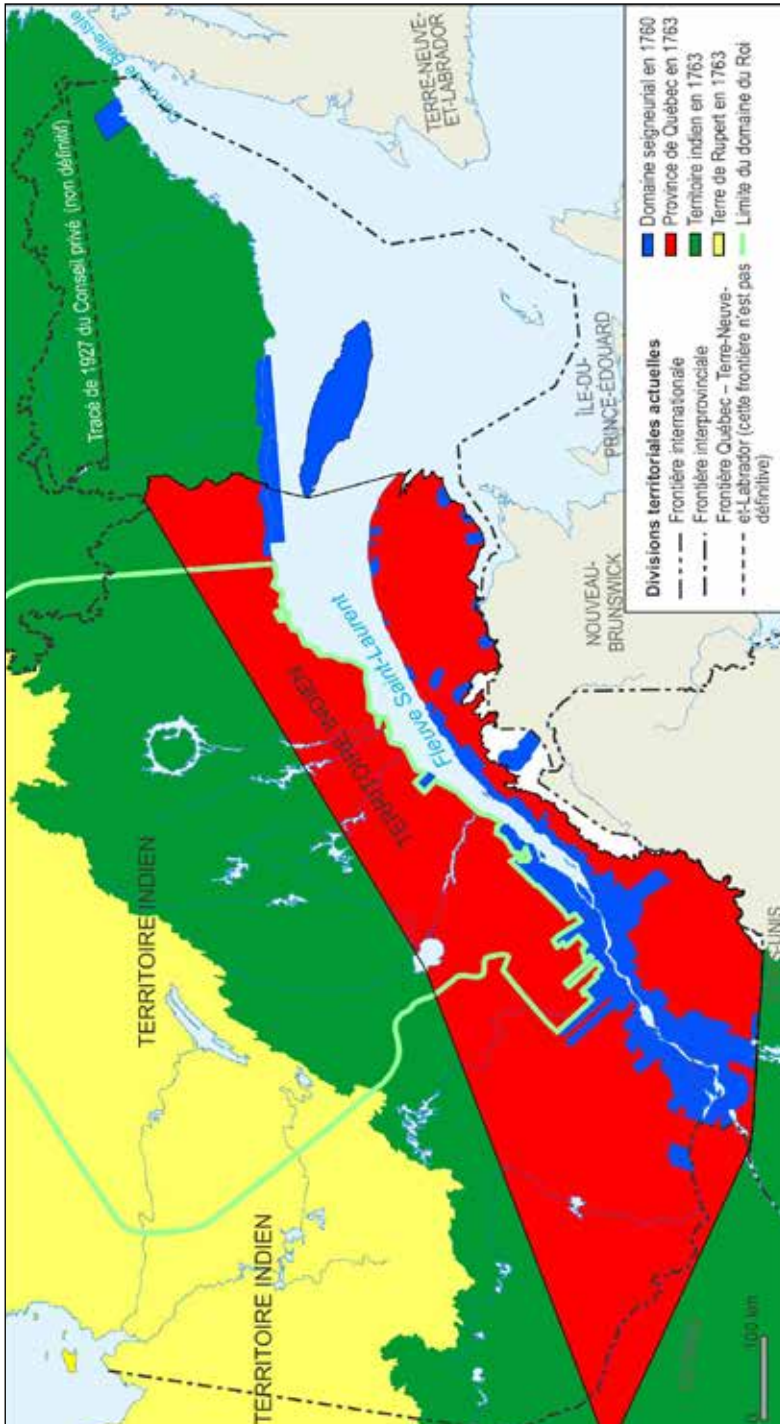 Détroit de Belle-Isle
Tracé de 1927 du Conseil privé (non définitif)
TERRE-NEUVE-
ET-LABRADOR
TERRITOIRE INDIEN
TERRITOIRE INDIEN
TERRITOIRE INDIEN
Fleuve Saint-Laurent
ÎLE-DU-
PRINCE-ÉDOUARD
NOUVEAU-
BRUNSWICK
0 100 km
Divisions territoriales actuelles
Frontière internationale
Frontière interprovinciale
Frontière Québec – Terre-Neuve-
et-Labrador (cette frontière n'est pas
définitive)
Domaine seigneurial en 1760
Province de Québec en 1763
Territoire indien en 1763
Terre de Rupert en 1763
Limite du domaine du Roi